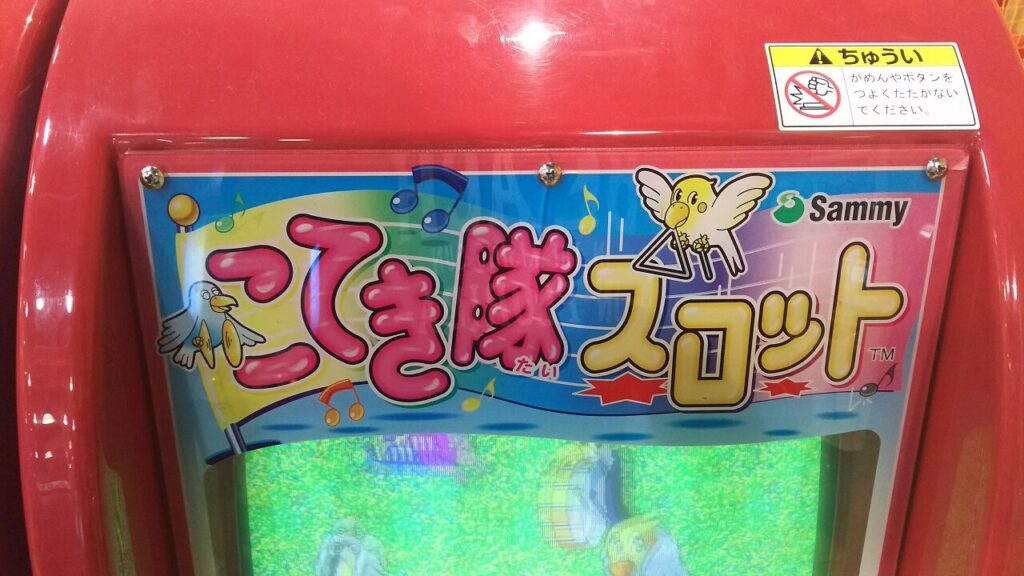 ちゅうい
がめんやボタンを
つよくたたかない
でください。
Sammy
こてき隊スロット
たい
TM